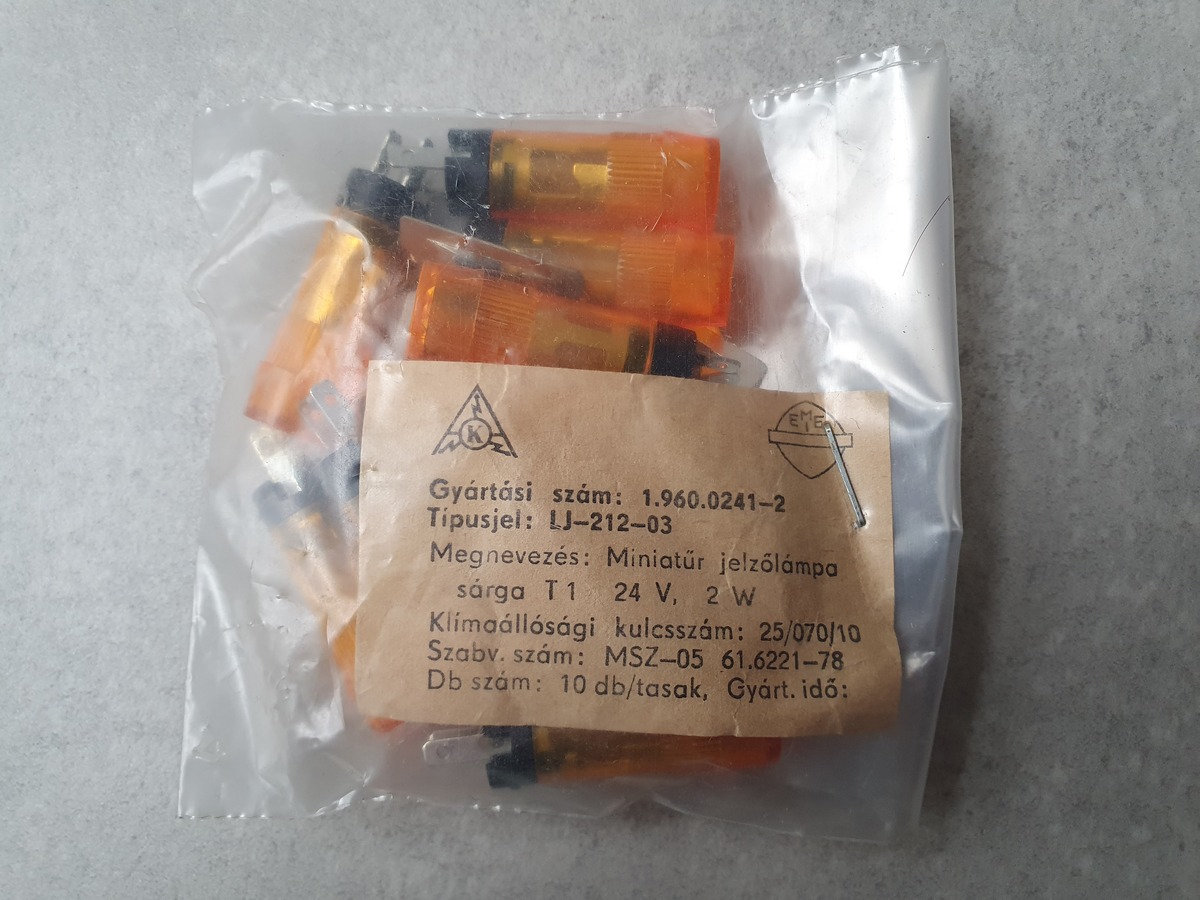 K
EMEG
Gyártási szám: 1.960.0241-2
Típusjel: LJ-212-03
Megnevezés: Miniatűr jelzőlámpa
sárga T1 24 V, 2 W
Klímaállósági kulcsszám: 25/070/10
Szabv. szám: MSZ-05 61.6221-78
Db szám: 10 db/tasak, Gyárt. idő: